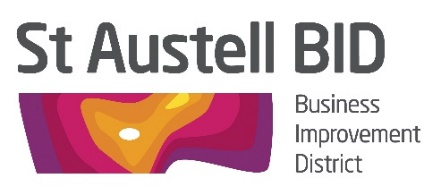 St Austell BID
Business
Improvement
District